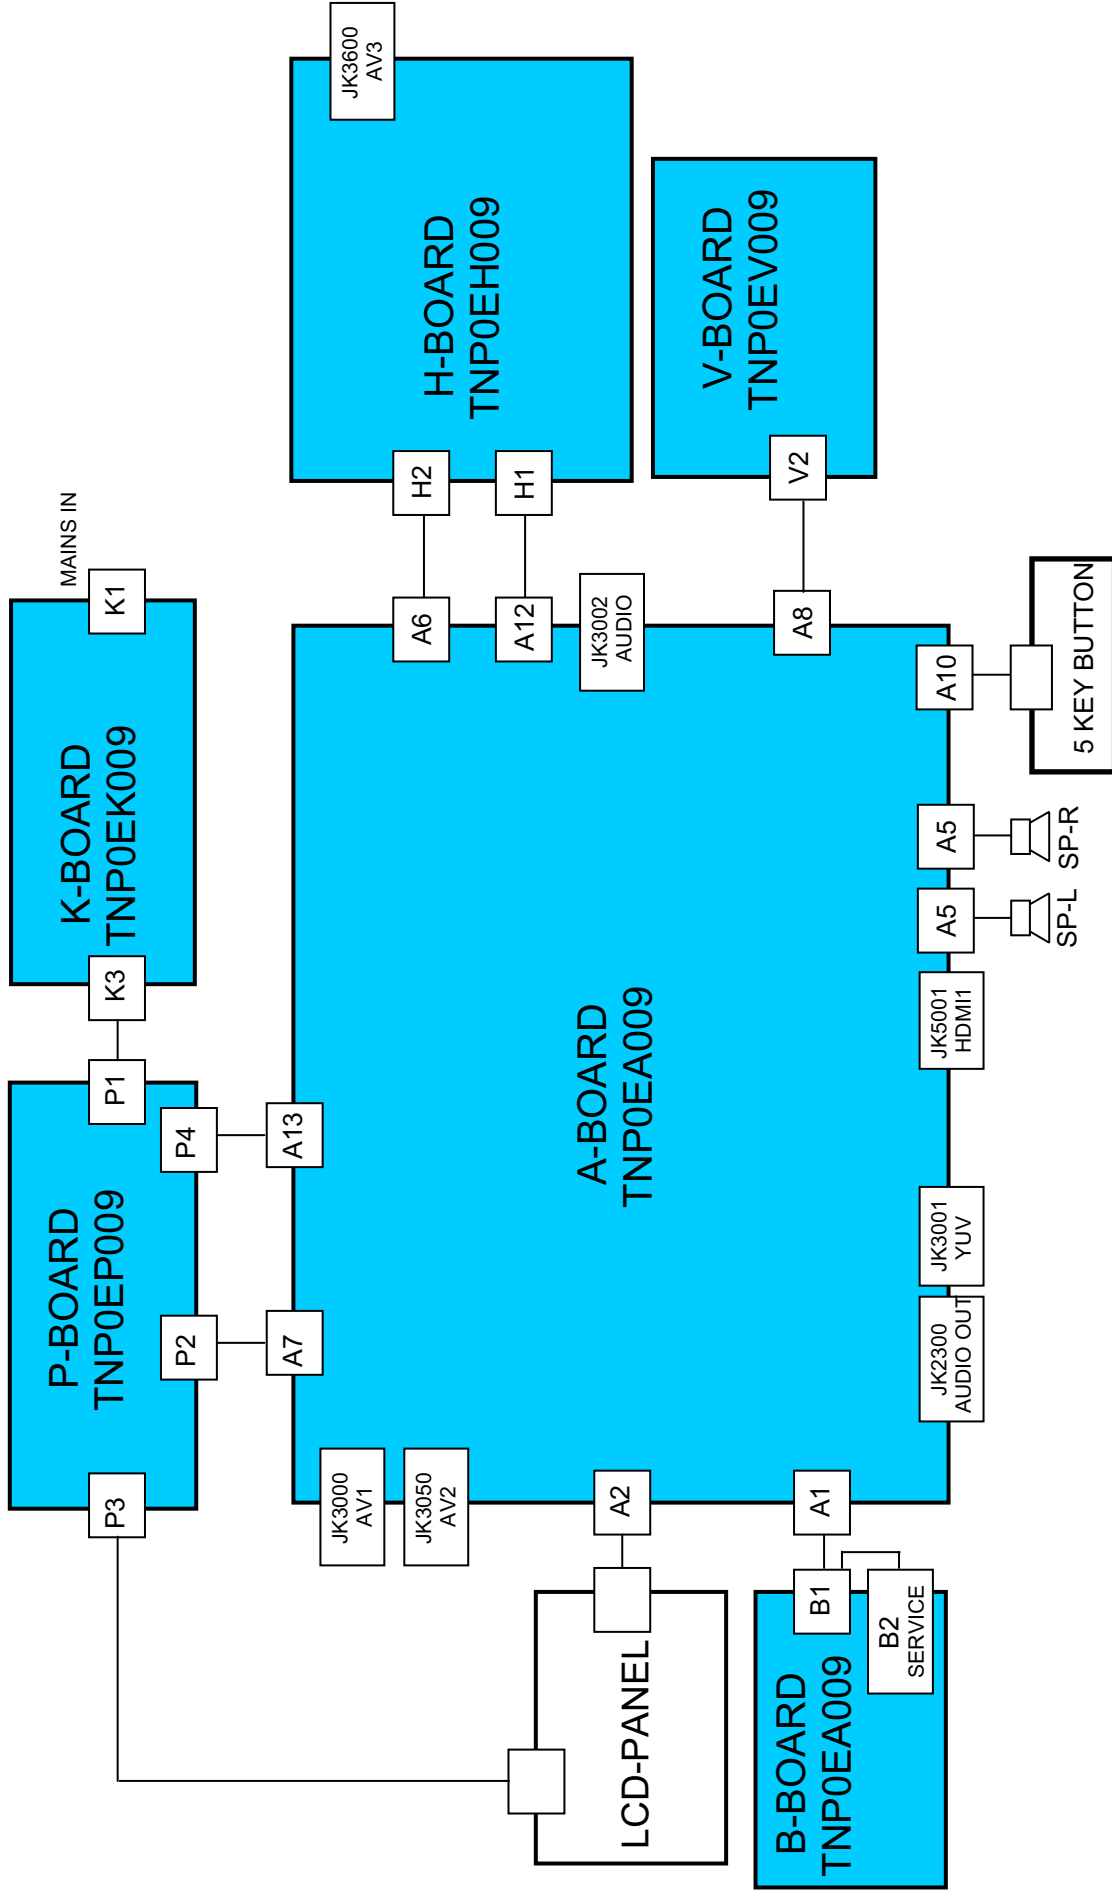 P3
P-BOARD
TNP0EP009
P2
P4
P1
K3
K-BOARD
TNP0EK009
K1
MAINS IN
JK3000
AV1
JK3050
AV2
A7
A13
A2
A1
A-BOARD
TNP0EA009
A6
A12
JK3002
AUDIO
A8
JK2300
AUDIO OUT
JK3001
YUV
JK5001
HDMI1
A5
A5
A10
SP-L
SP-R
5 KEY BUTTON
H2
H1
H-BOARD
TNP0EH009
JK3600
AV3
V2
V-BOARD
TNP0EV009
LCD-PANEL
B-BOARD
TNP0EA009
B1
B2
SERVICE